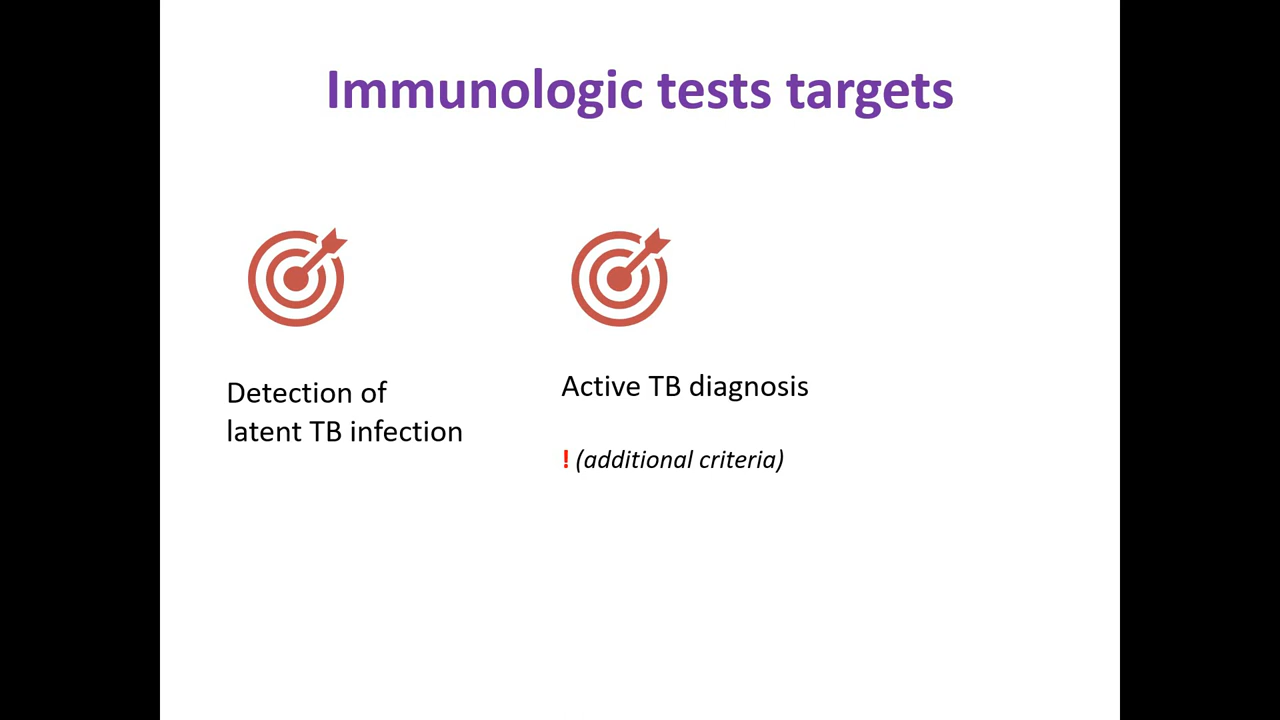 Immunologic tests targets
Detection of
latent TB infection
Active TB diagnosis
! (additional criteria)